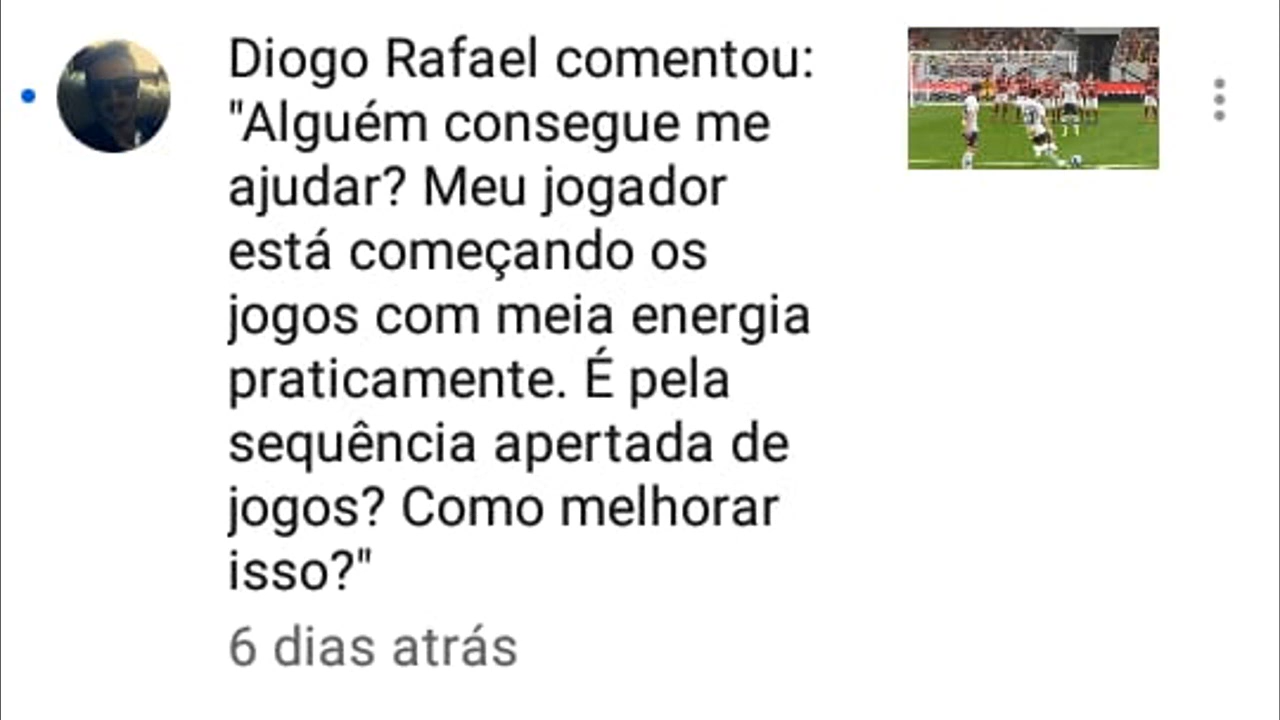 Diogo Rafael comentou:
"Alguém consegue me
ajudar? Meu jogador
está começando os
jogos com meia energia
praticamente. É pela
sequência apertada de
jogos? Como melhorar
isso?"
6 dias atrás